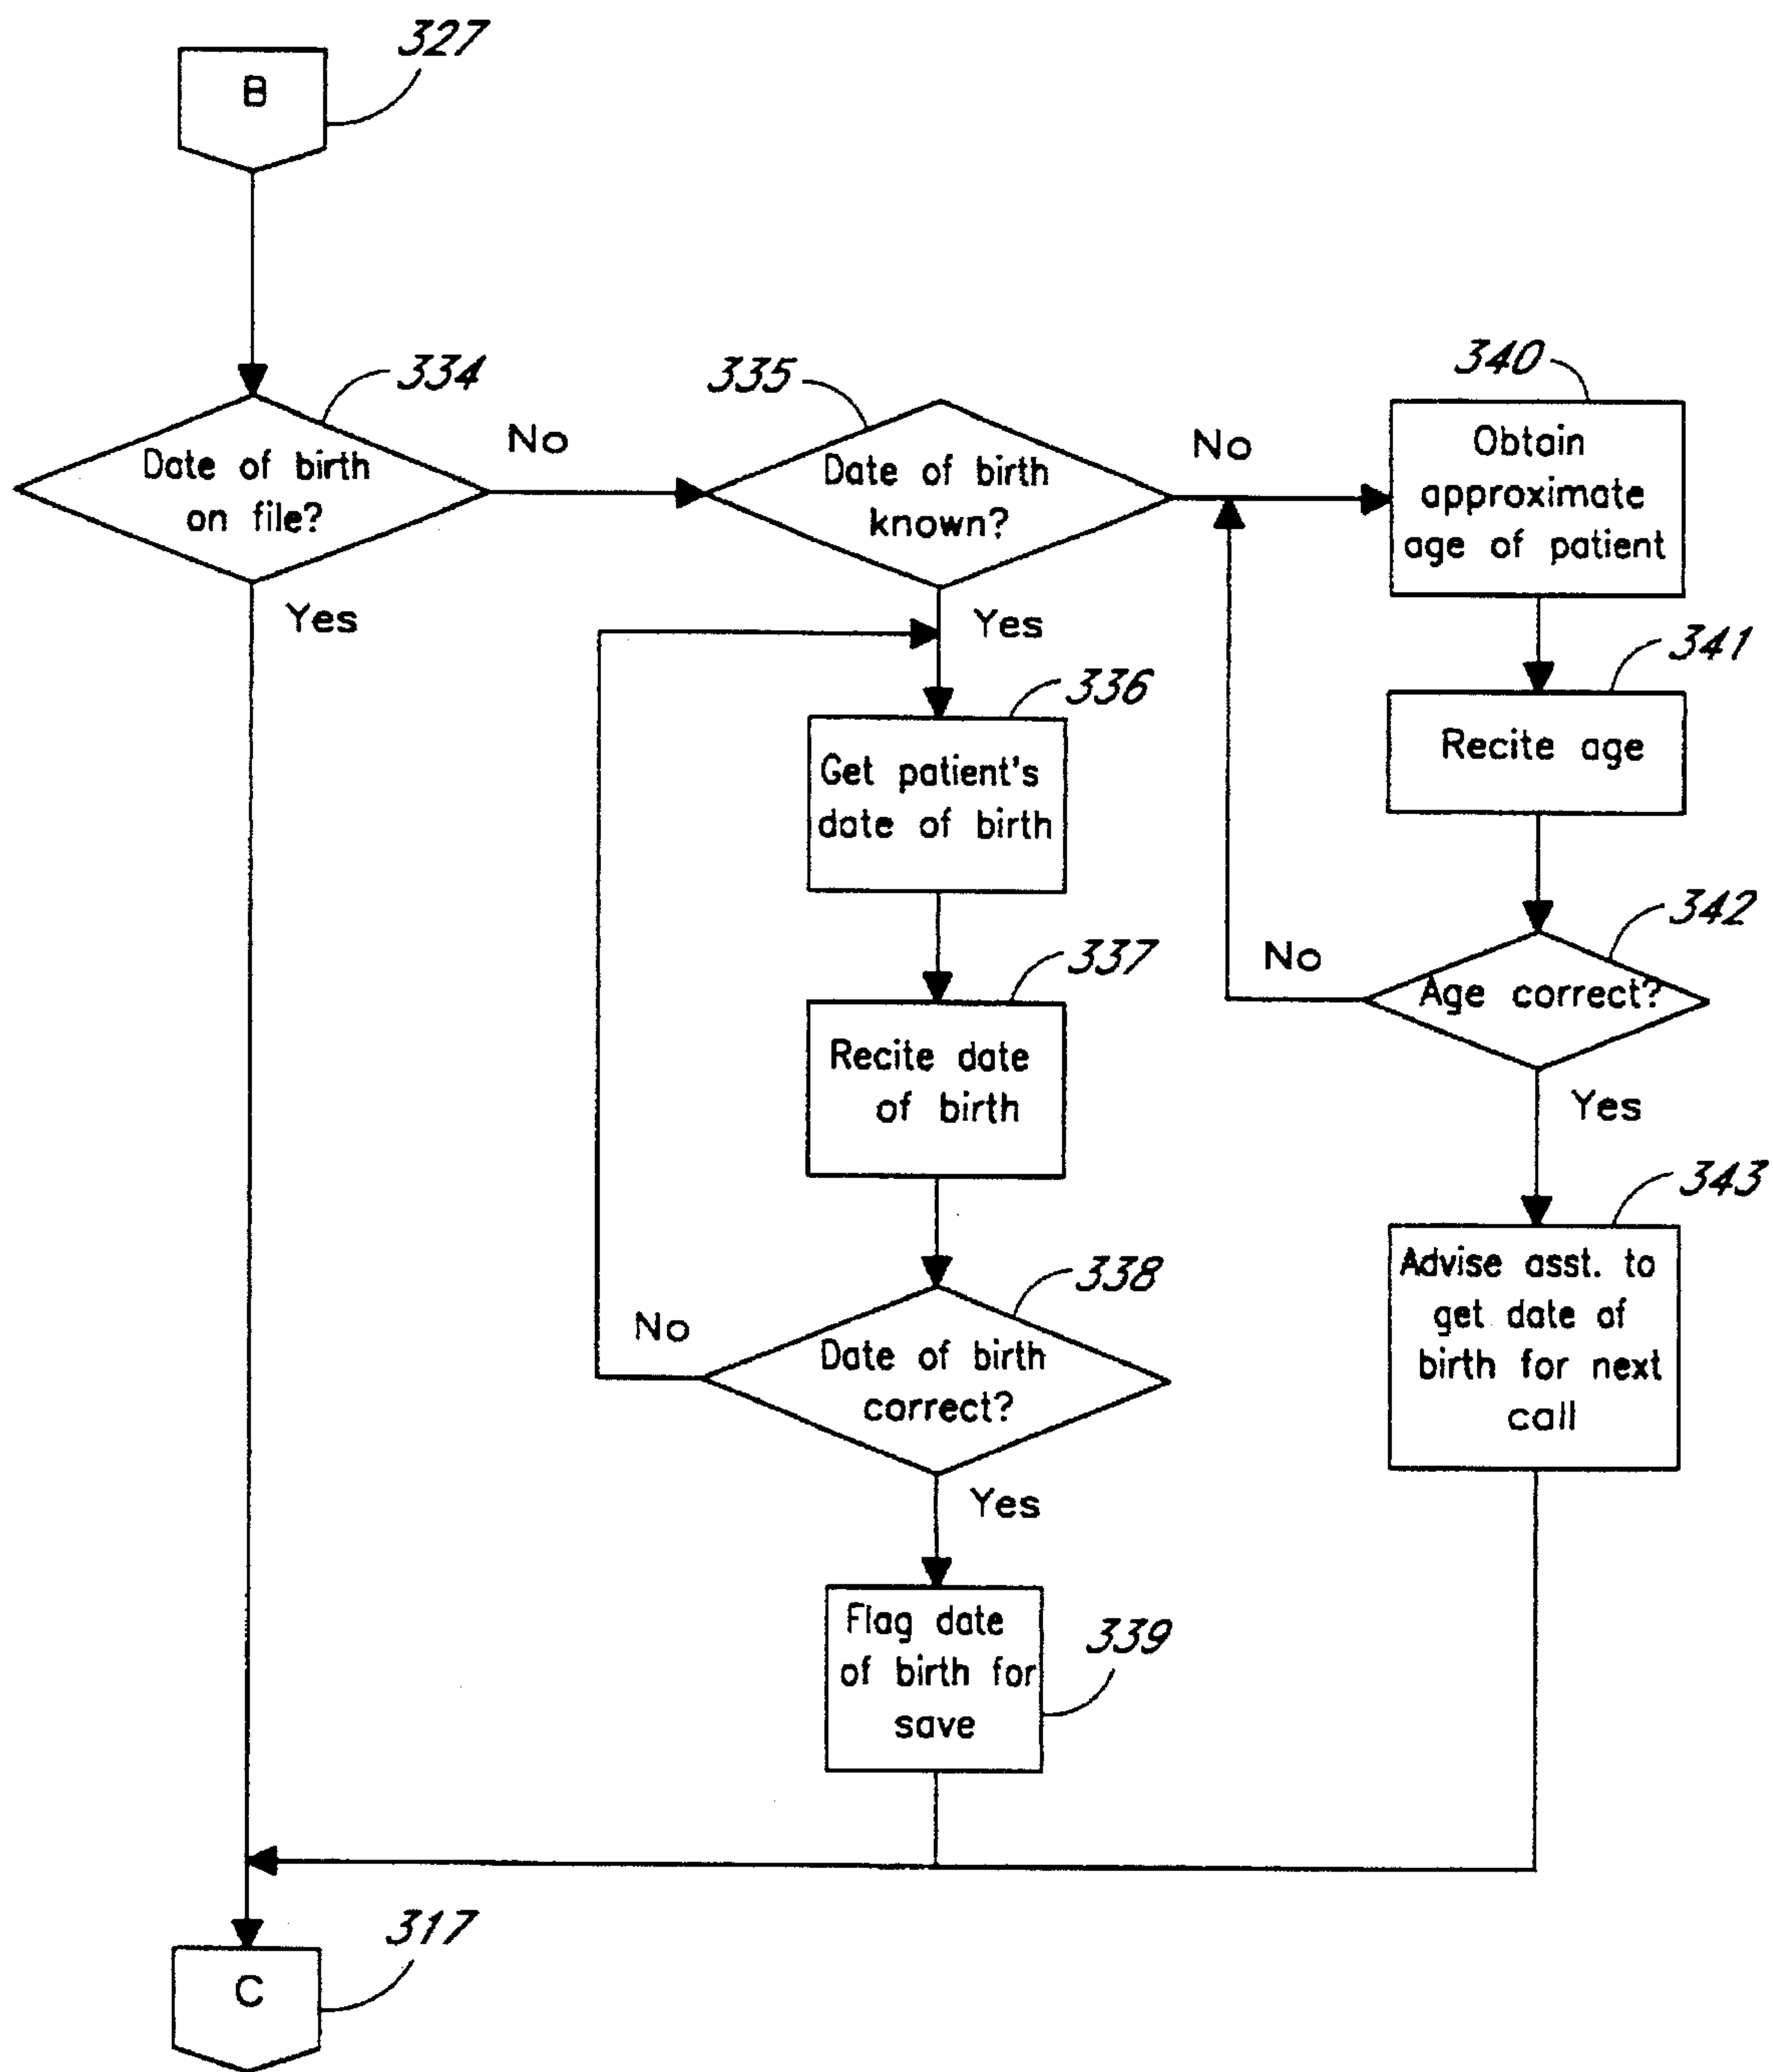 327
B
334
Date of birth
on file?
No
Yes
335
Date of birth
known?
No
Yes
340
Obtain
approximate
age of patient
336
Get patient's
date of birth
341
Recite age
337
Recite date
of birth
342
Age correct?
No
Yes
338
Date of birth
correct?
No
Yes
343
Advise asst. to
get date of
birth for next
call
339
Flag date
of birth for
save
317
C